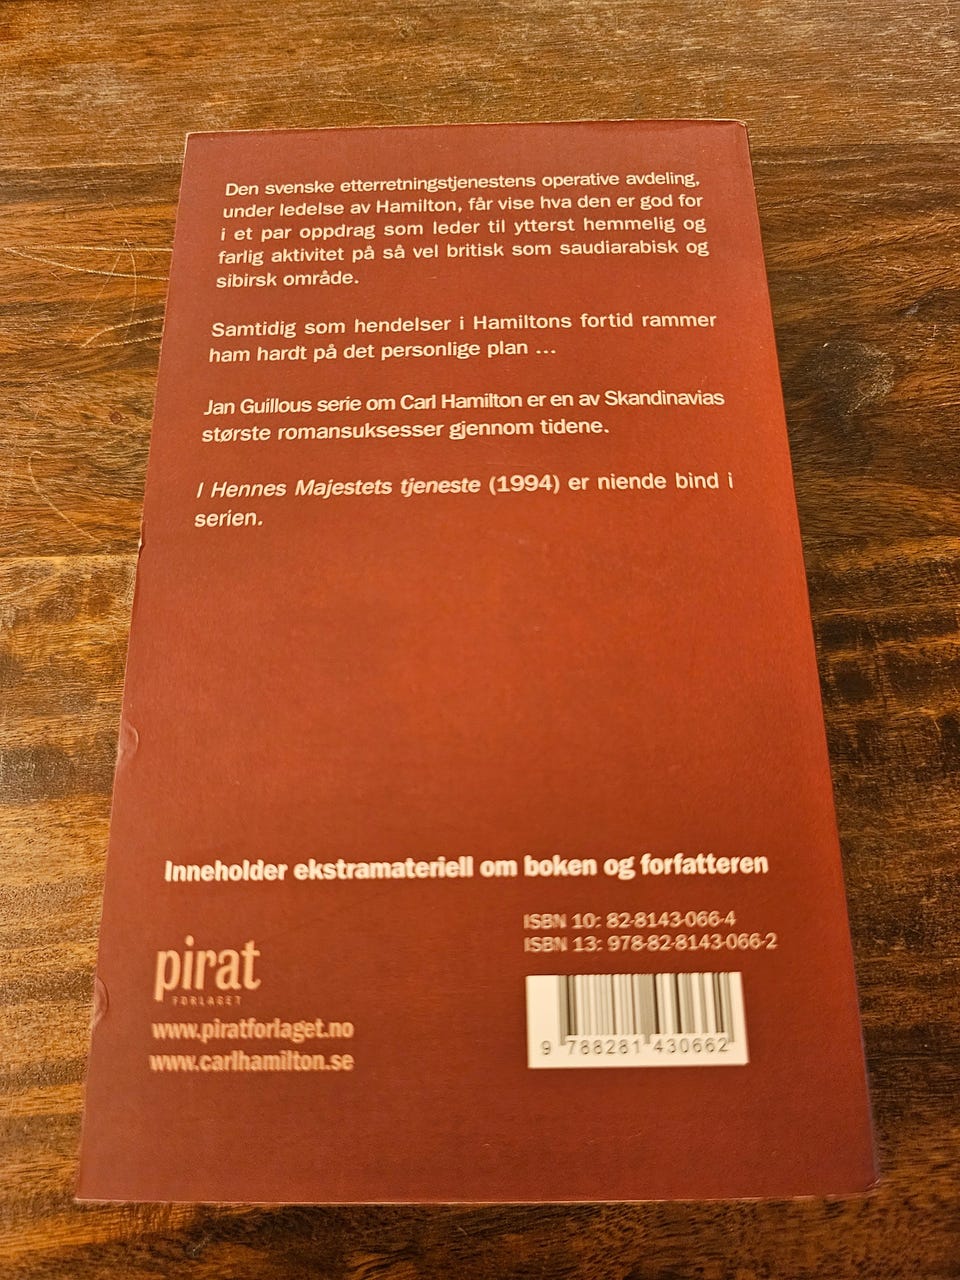 Den svenske etterretningstjenestens operative avdeling,
under ledelse av Hamilton, får vise hva den er god for
i et par oppdrag som leder til ytterst hemmelig og
farlig aktivitet på så vel britisk som saudiarabisk og
sibirsk område.
Samtidig som hendelser i Hamiltons fortid rammer
ham hardt på det personlige plan ...
Jan Guillous serie om Carl Hamilton er en av Skandinavias
største romansuksesser gjennom tidene.
I Hennes Majestets tjeneste (1994) er niende bind i
serien.
Inneholder ekstramateriell om boken og forfatteren
ISBN 10: 82-8143-066-4
ISBN 13: 978-82-8143-066-2
pirat
FORLAGET
www.piratforlaget.no
www.carlhamilton.se
9 788281 430662